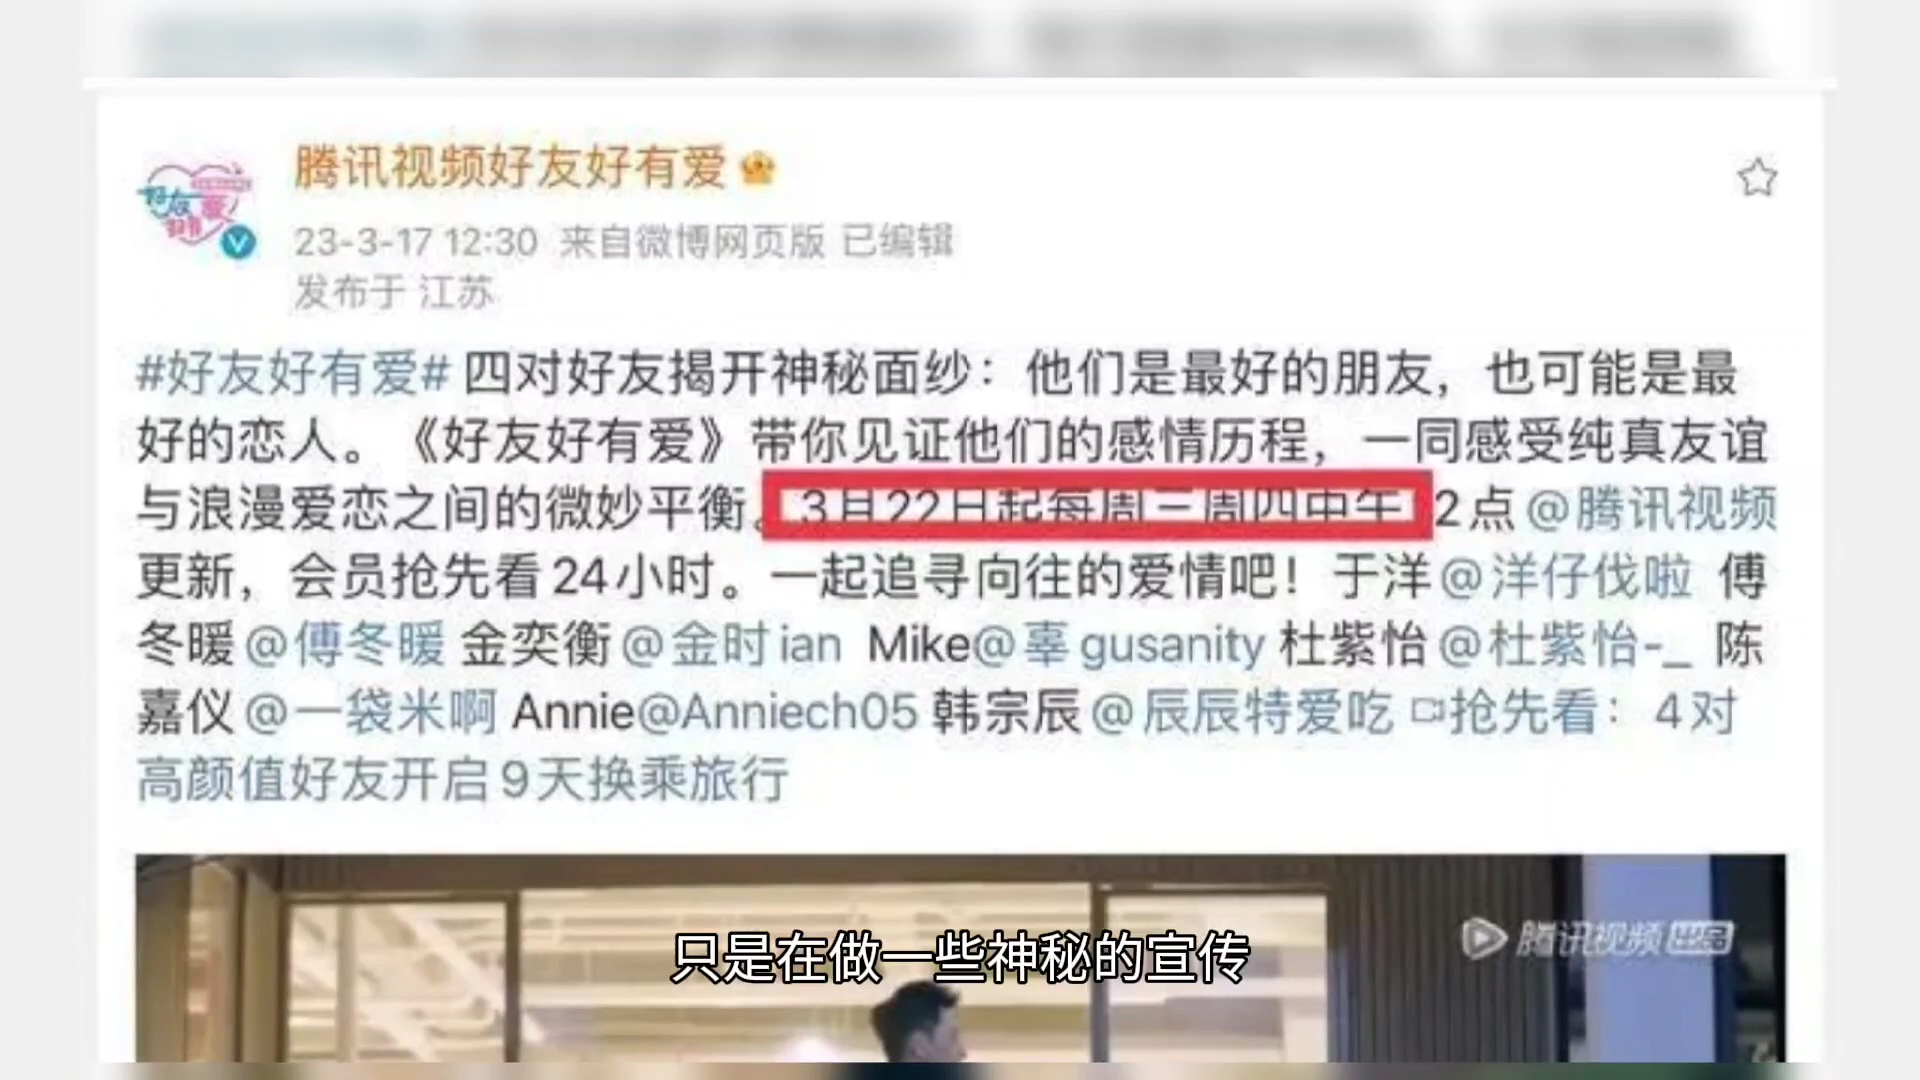 腾讯视频好友好有爱
23-3-17 12:30 来自微博网页版 已编辑
发布于 江苏
#好友好有爱# 四对好友揭开神秘面纱：他们是最好的朋友，也可能是最
好的恋人。《好友好有爱》带你见证他们的感情历程，一同感受纯真友谊
与浪漫爱恋之间的微妙平衡。3月22日起每周三周四中午 2点@腾讯视频
更新，会员抢先看24小时。一起追寻向往的爱情吧！于洋@洋仔伐啦 傅
冬暖@傅冬暖 金奕衡@金时ian Mike@辜gusanity 杜紫怡@杜紫怡-_ 陈
嘉仪@一袋米啊 Annie@Anniech05 韩宗辰@辰辰特爱吃 抢先看：4对
高颜值好友开启9天换乘旅行
腾讯视频 出品
只是在做一些神秘的宣传